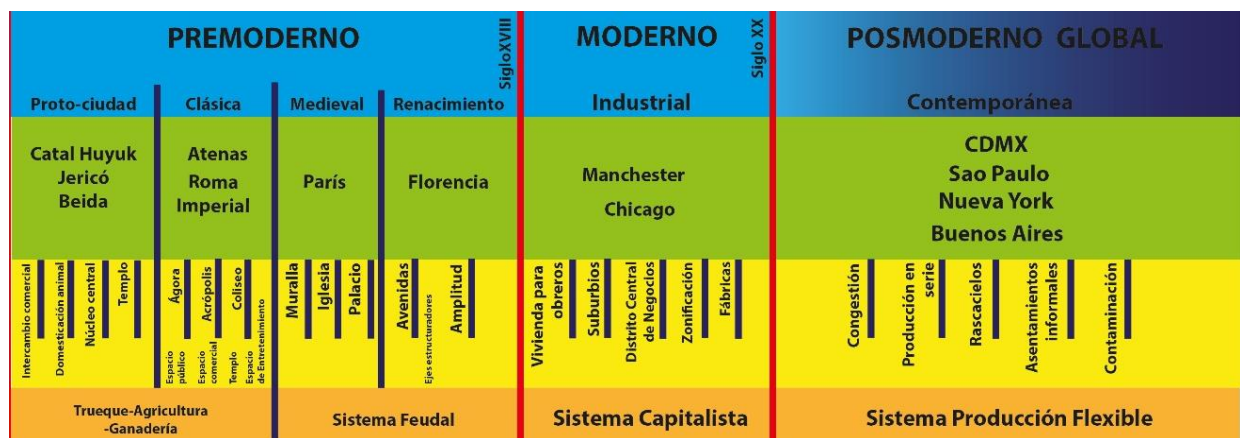 PREMODERNO
SigloXVIII
MODERNO
Siglo XX
POSMODERNO GLOBAL
Proto-ciudad
Clásica
Medieval
Renacimiento
Industrial
Contemporánea
Catal Huyuk
Jericó
Beida
Atenas
Roma
Imperial
París
Florencia
Manchester
Chicago
CDMX
Sao Paulo
Nueva York
Buenos Aires
Intercambio comercial
Domesticación animal
Núcleo central
Templo
Ágora
Acrópolis
Coliseo
Espacio
público
Espacio
comercial
Templo
Espacio
de Entretenimiento
Muralla
Iglesia
Palacio
Avenidas
Ejes estructuradores
Amplitud
Vivienda para
obreros
Suburbios
Distrito Central
de Negocios
Zonificación
Fábricas
Congestión
Producción en
serie
Rascacielos
Asentamientos
informales
Contaminación
Trueque-Agricultura
-Ganadería
Sistema Feudal
Sistema Capitalista
Sistema Producción Flexible